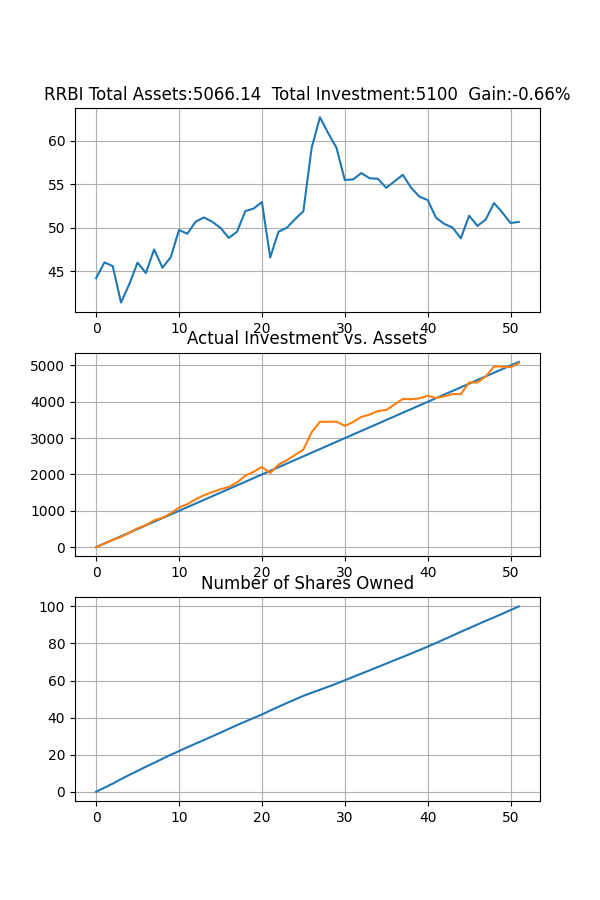 RRBI Total Assets:5066.14  Total Investment:5100  Gain:-0.66%
60
55
50
45
0 10 20 30 40 50
Actual Investment vs. Assets
5000
4000
3000
2000
1000
0
0 10 20 30 40 50
Number of Shares Owned
100
80
60
40
20
0
0 10 20 30 40 50